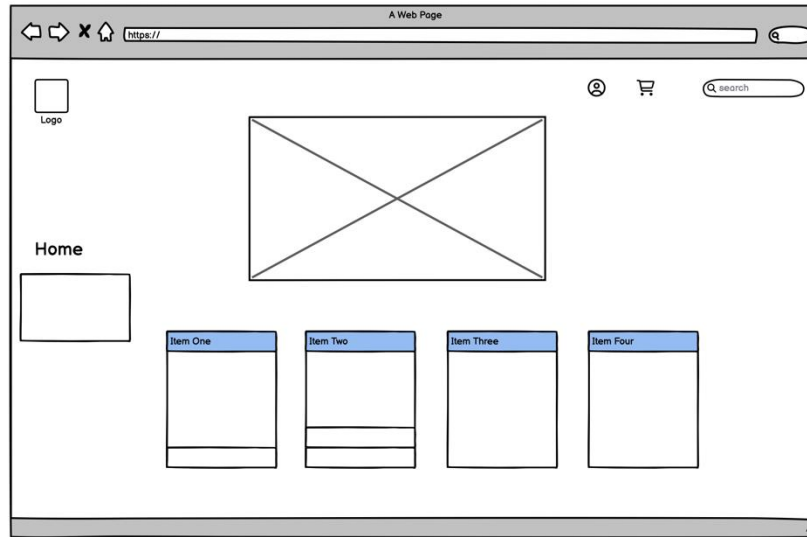 A Web Page
https://
search
Logo
Home
Item One
Item Two
Item Three
Item Four